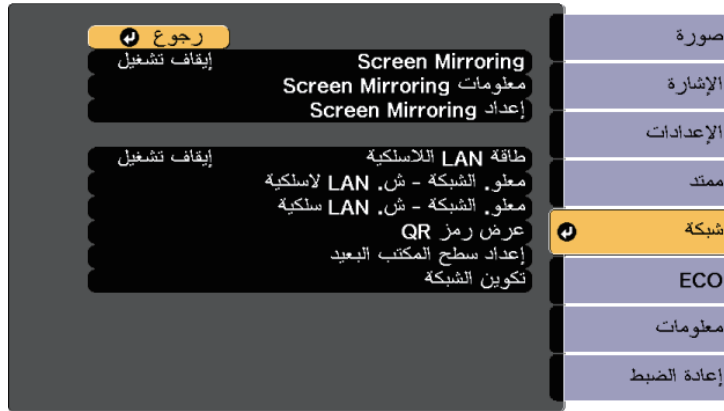 صورة
الإشارة
الإعدادات
ممتد
شبكة
ECO
معلومات
إعادة الضبط
رجوع
Screen Mirroring إيقاف تشغيل
معلومات Screen Mirroring
إعداد Screen Mirroring
طاقة LAN اللاسلكية إيقاف تشغيل
معلو. الشبكة - ش. LAN لاسلكية
معلو. الشبكة - ش. LAN سلكية
عرض رمز QR
إعداد سطح المكتب البعيد
تكوين الشبكة